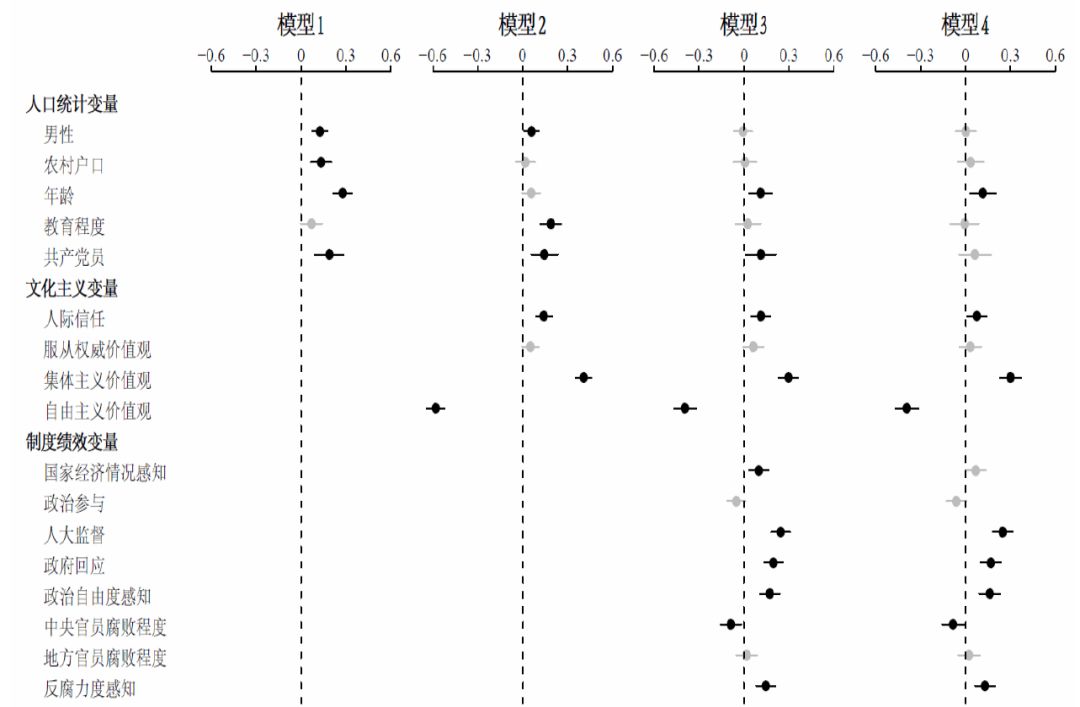 模型1 模型2 模型3 模型4
−0.6 −0.3 0 0.3 0.6 −0.6 −0.3 0 0.3 0.6 −0.6 −0.3 0 0.3 0.6 −0.6 −0.3 0 0.3 0.6
人口统计变量
男性
农村户口
年龄
教育程度
共产党员
文化主义变量
人际信任
服从权威价值观
集体主义价值观
自由主义价值观
制度绩效变量
国家经济情况感知
政治参与
人大监督
政府回应
政治自由度感知
中央官员腐败程度
地方官员腐败程度
反腐力度感知